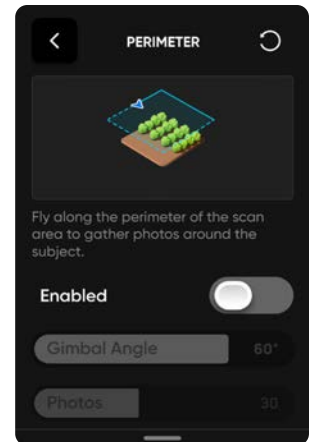 PERIMETER
Fly along the perimeter of the scan
area to gather photos around the
subject.
Enabled
Gimbal Angle 60°
Photos 30